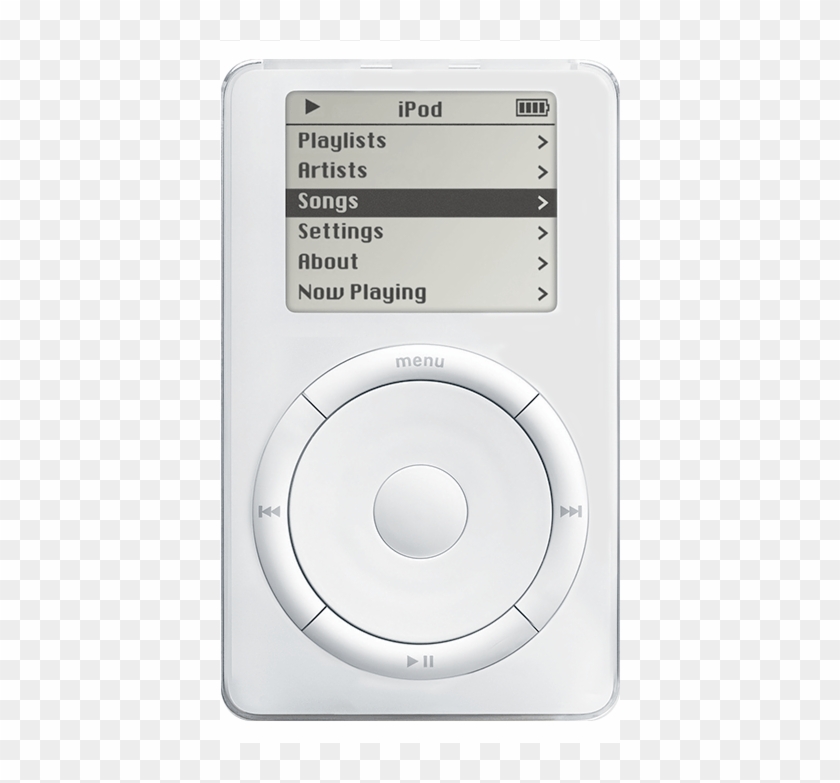 iPod
Playlists >
Artists >
Songs >
Settings >
About >
Now Playing >
menu